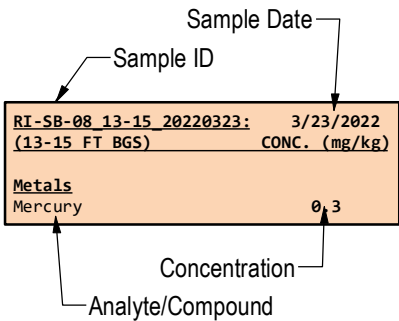 Sample Date
Sample ID
RI-SB-08_13-15_20220323: 3/23/2022
(13-15 FT BGS) CONC. (mg/kg)
Metals
Mercury 0.3
Concentration
Analyte/Compound